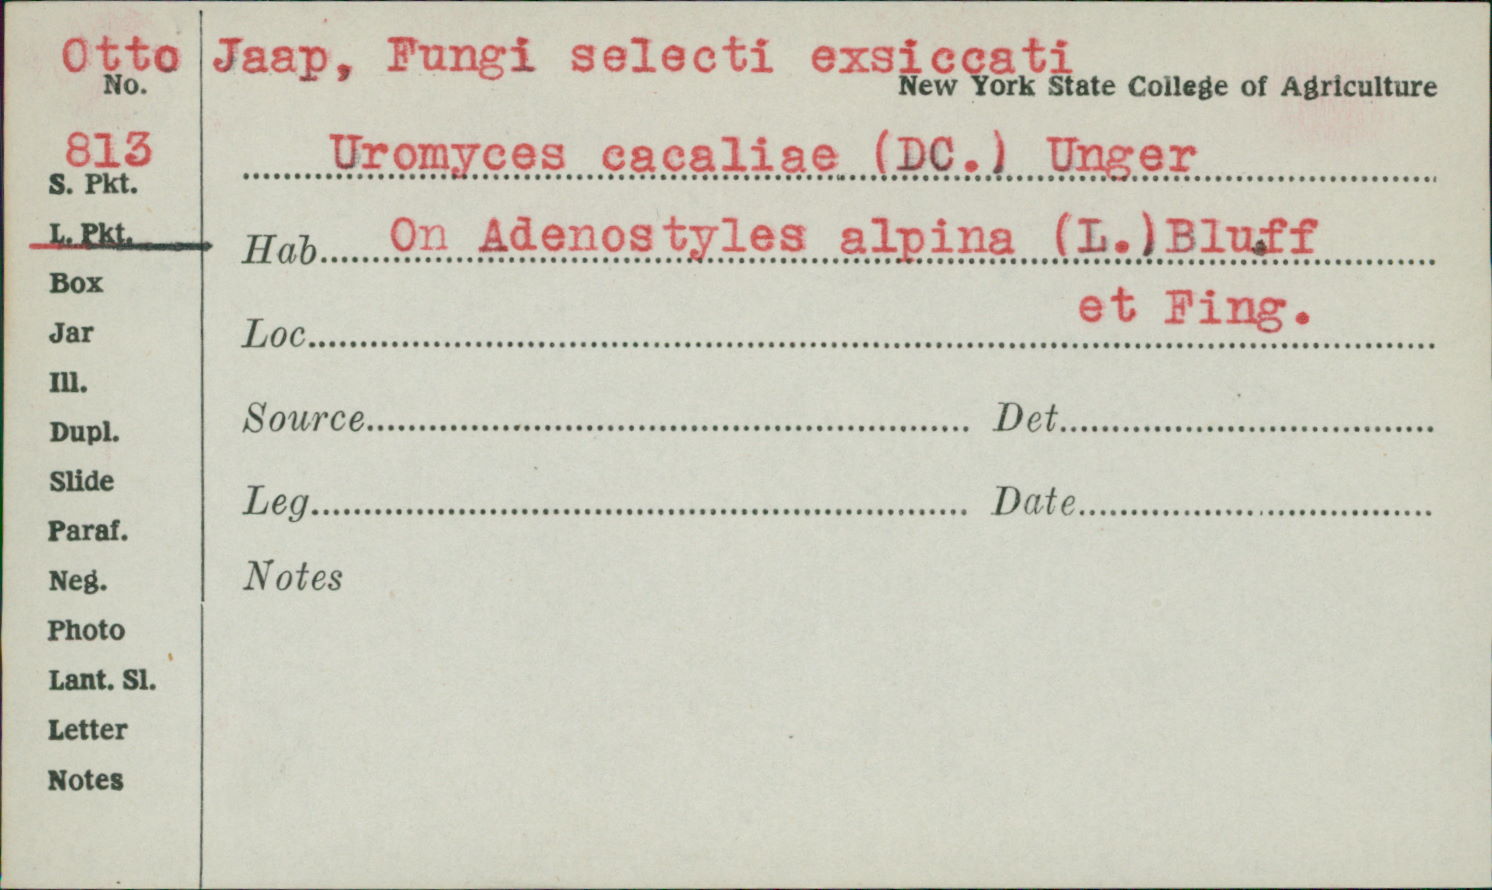 Otto Jaap, Fungi selecti exsiccati
No.
New York State College of Agriculture
813
Uromyces cacaliae (DC.) Unger
S. Pkt.
L. Pkt.
Hab. On Adenostyles alpina (L.)Bluff
et Fing.
Box
Jar
Loc.
Ill.
Dupl.
Source Det.
Slide
Leg. Date
Paraf.
Neg.
Notes
Photo
Lant. Sl.
Letter
Notes